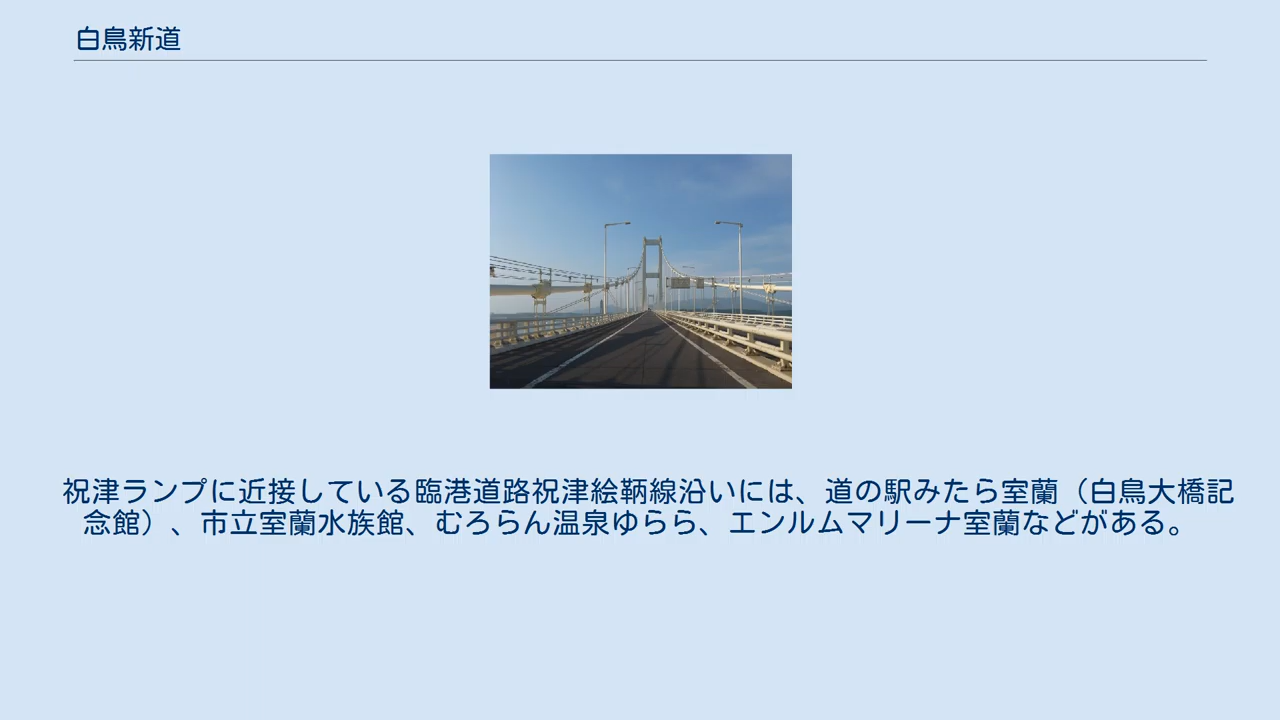 白鳥新道
祝津ランプに近接している臨港道路祝津絵鞆線沿いには、道の駅みたら室蘭（白鳥大橋記
念館）、市立室蘭水族館、むろらん温泉ゆらら、エンルムマリーナ室蘭などがある。